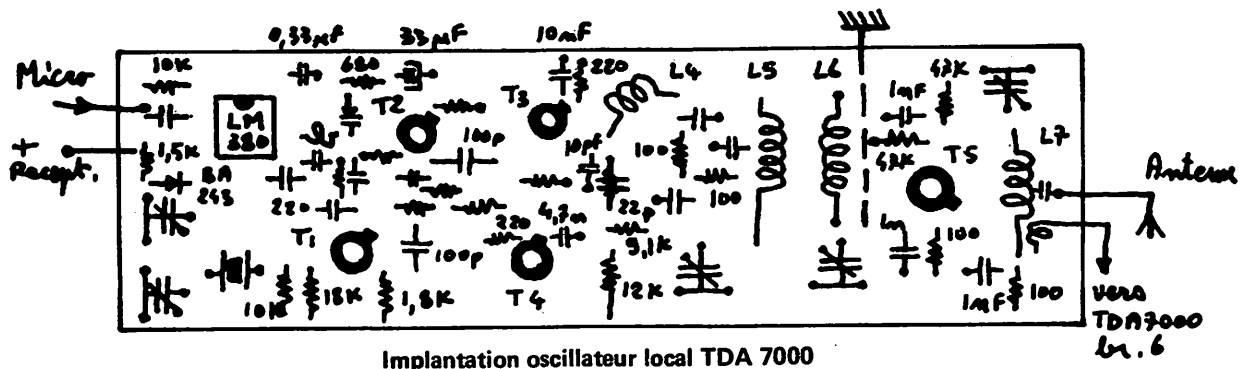 0,33µF 33µF 10nF
Micro 10K 680 220 L4 L5 L6 47K
LM 380 T2 T3 1nF
100p 10pf 100 47K T5 L7
+ Recept. 1,5K
BA 243 220 22p 100 Antenne
T1 220 4,7n 9,1K 1n 100
100p
10K 18K 1,8K T4 12K 1nF 100
vers
TDA7000
br. 6
Implantation oscillateur local TDA 7000